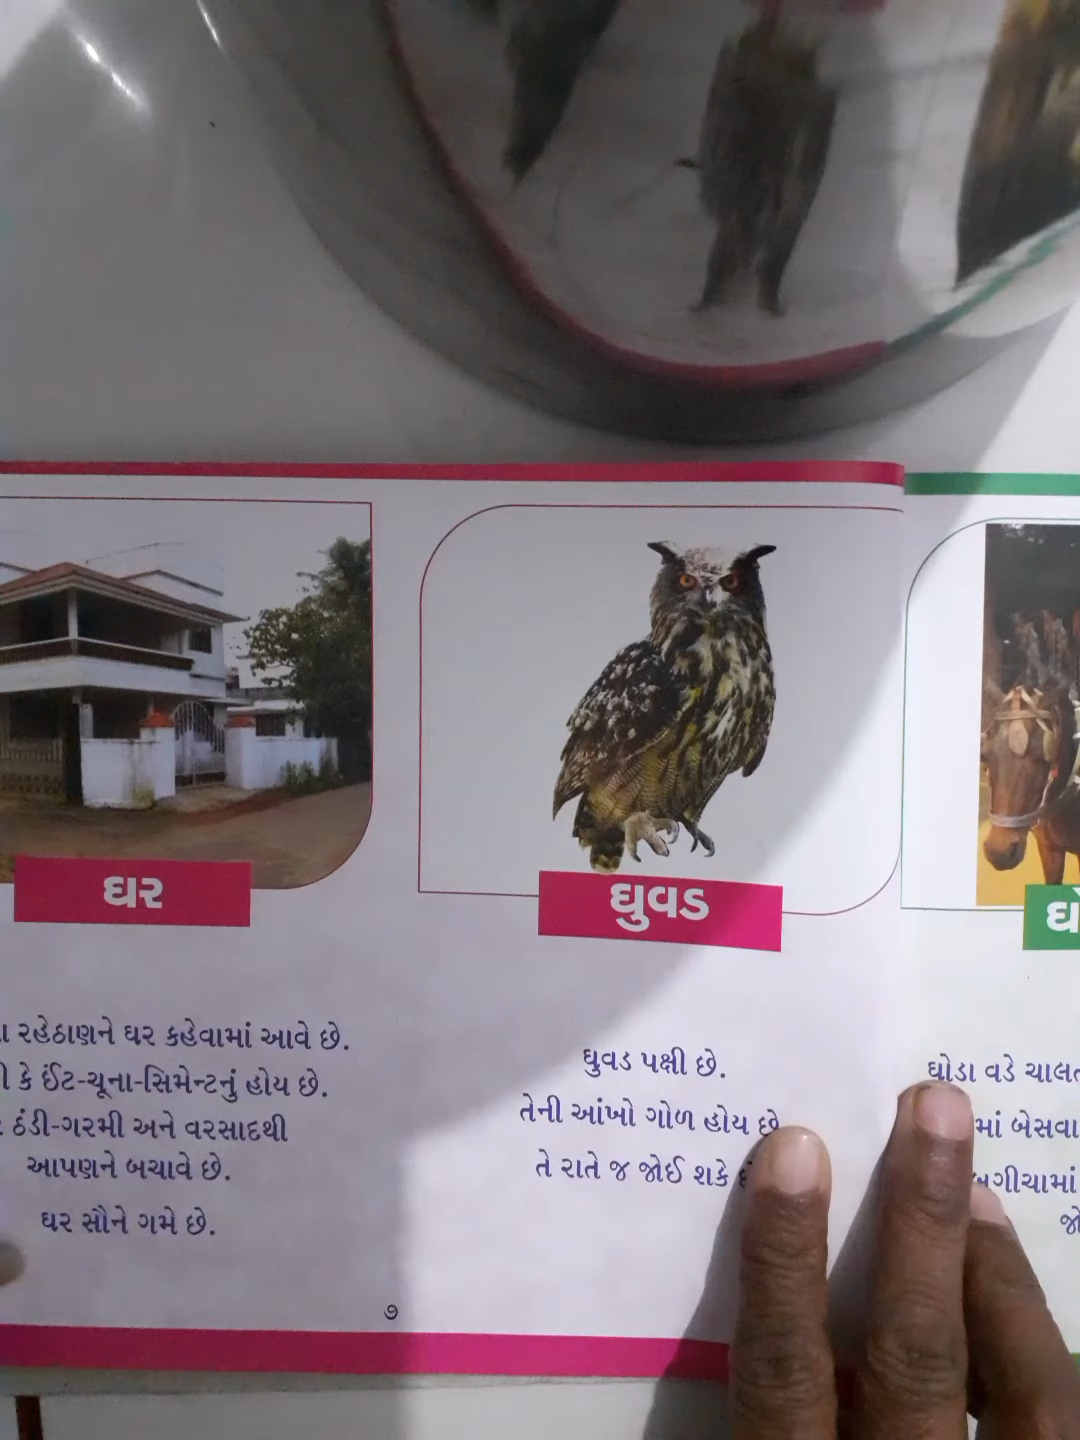 ઘર
રહેઠાણને ઘર કહેવામાં આવે છે.
કે ઈંટ-ચૂના-સિમેન્ટનું હોય છે.
ઠંડી-ગરમી અને વરસાદથી
આપણને બચાવે છે.
ઘર સૌને ગમે છે.
૭
ઘુવડ
ઘુવડ પક્ષી છે.
તેની આંખો ગોળ હોય છે
તે રાતે જ જોઈ શકે
ઘોડા વડે
બેસવા